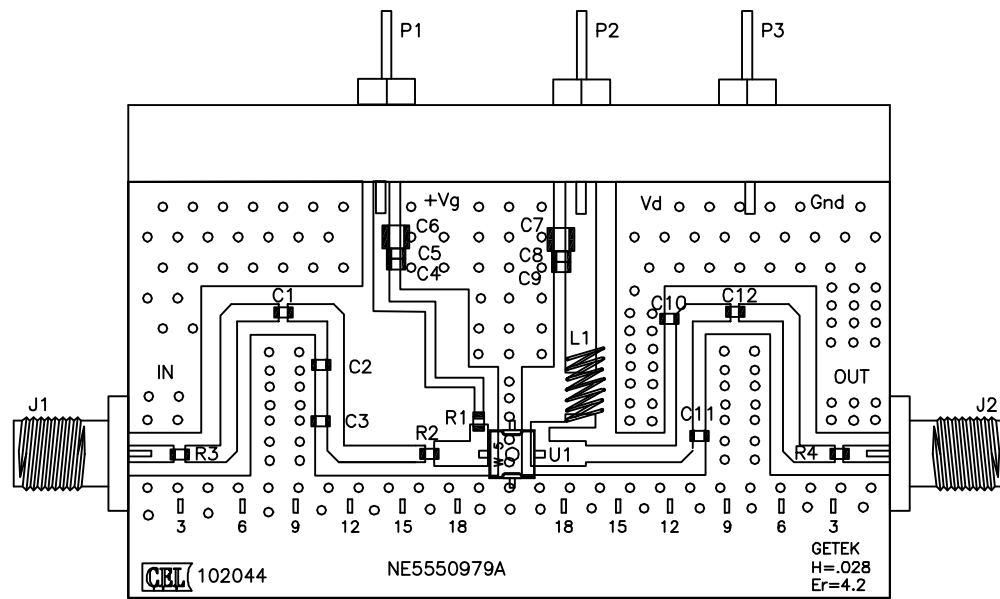 P1 P2 P3
+Vg Vd Gnd
C6 C7
C5 C8
C4 C9
C1 C10 C12
L1
IN C2 OUT
J1 J2
R1
C3 C11
R3 R2 U1 R4
W 5
3 6 9 12 15 18 18 15 12 9 6 3
GETEK
CEL 102044 NE5550979A H=.028
Er=4.2